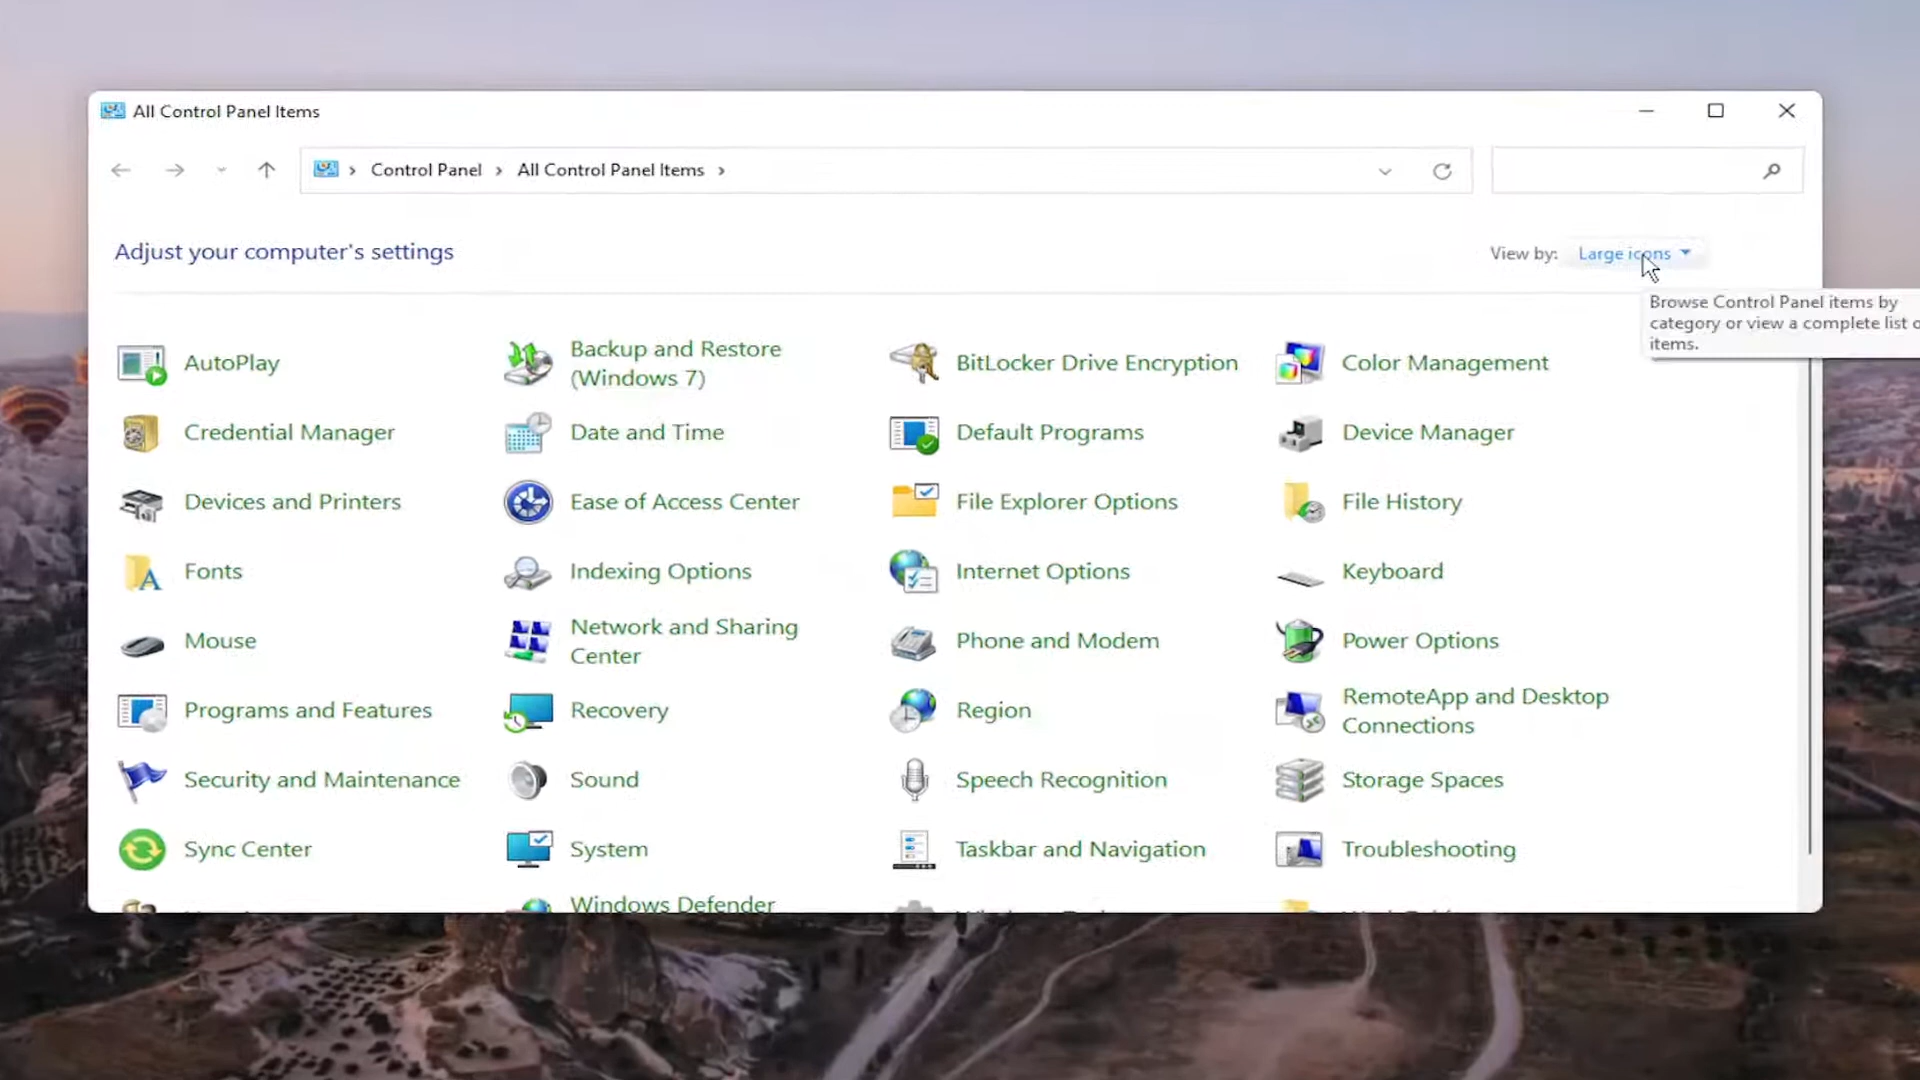 All Control Panel Items
Control Panel > All Control Panel Items >
Adjust your computer's settings
View by: Large icons
Browse Control Panel items by
category or view a complete list
items.
AutoPlay
Backup and Restore
(Windows 7)
BitLocker Drive Encryption
Color Management
Credential Manager
Date and Time
Default Programs
Device Manager
Devices and Printers
Ease of Access Center
File Explorer Options
File History
Fonts
Indexing Options
Internet Options
Keyboard
Mouse
Network and Sharing
Center
Phone and Modem
Power Options
Programs and Features
Recovery
Region
RemoteApp and Desktop
Connections
Security and Maintenance
Sound
Speech Recognition
Storage Spaces
Sync Center
System
Taskbar and Navigation
Troubleshooting
Windows Defender